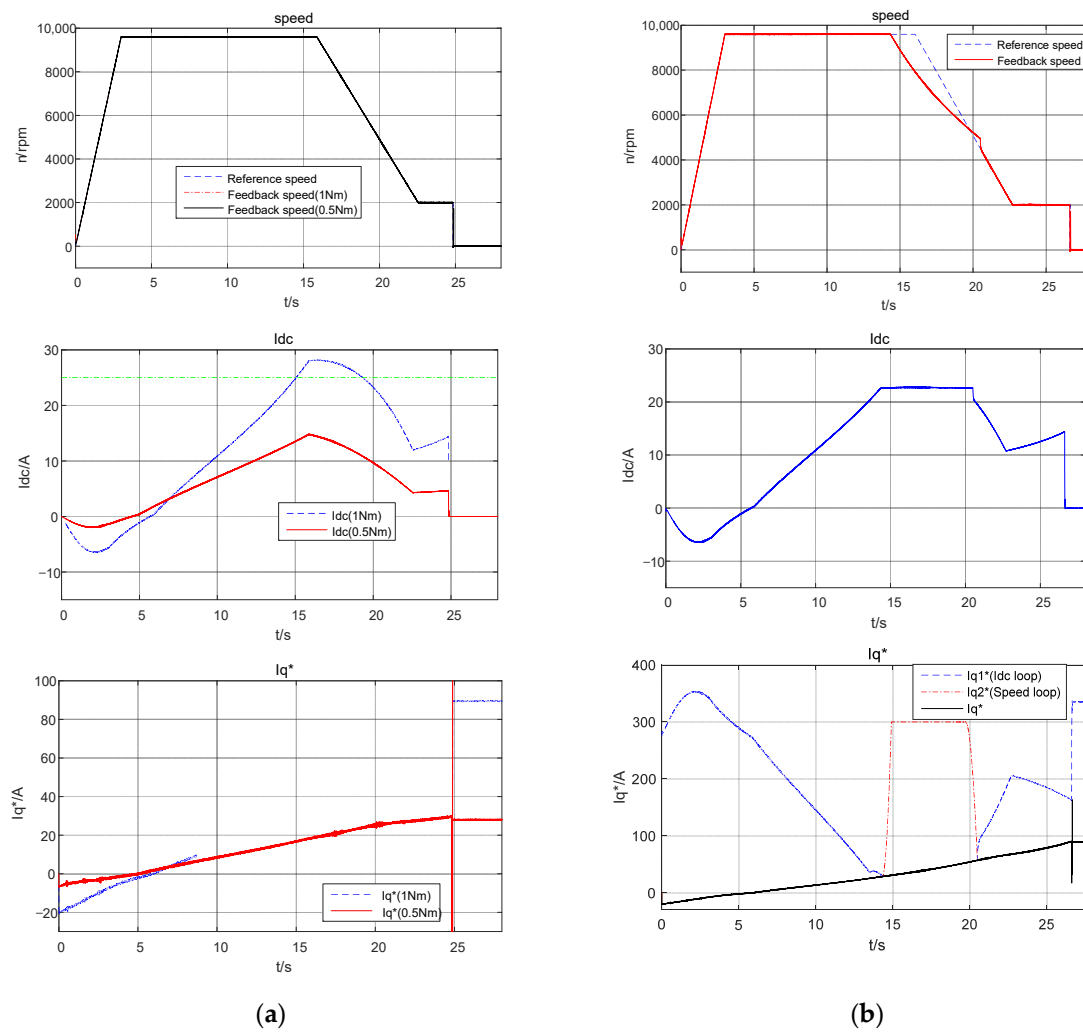 speed
10,000
8000
6000
4000
2000
0
n/rpm
Reference speed
Feedback speed(1Nm)
Feedback speed(0.5Nm)
0 5 10 15 20 25
t/s
Idc
30
20
10
0
−10
Idc/A
Idc(1Nm)
Idc(0.5Nm)
0 5 10 15 20 25
t/s
Iq*
100
80
60
40
20
0
−20
Iq*/A
Iq*(1Nm)
Iq*(0.5Nm)
0 5 10 15 20 25
t/s
(a)
speed
10,000
8000
6000
4000
2000
0
n/rpm
Reference speed
Feedback speed
0 5 10 15 20 25
t/s
Idc
30
20
10
0
−10
Idc/A
0 5 10 15 20 25
t/s
Iq*
400
300
200
100
0
Iq*/A
Iq1*(Idc loop)
Iq2*(Speed loop)
Iq*
0 5 10 15 20 25
t/s
(b)